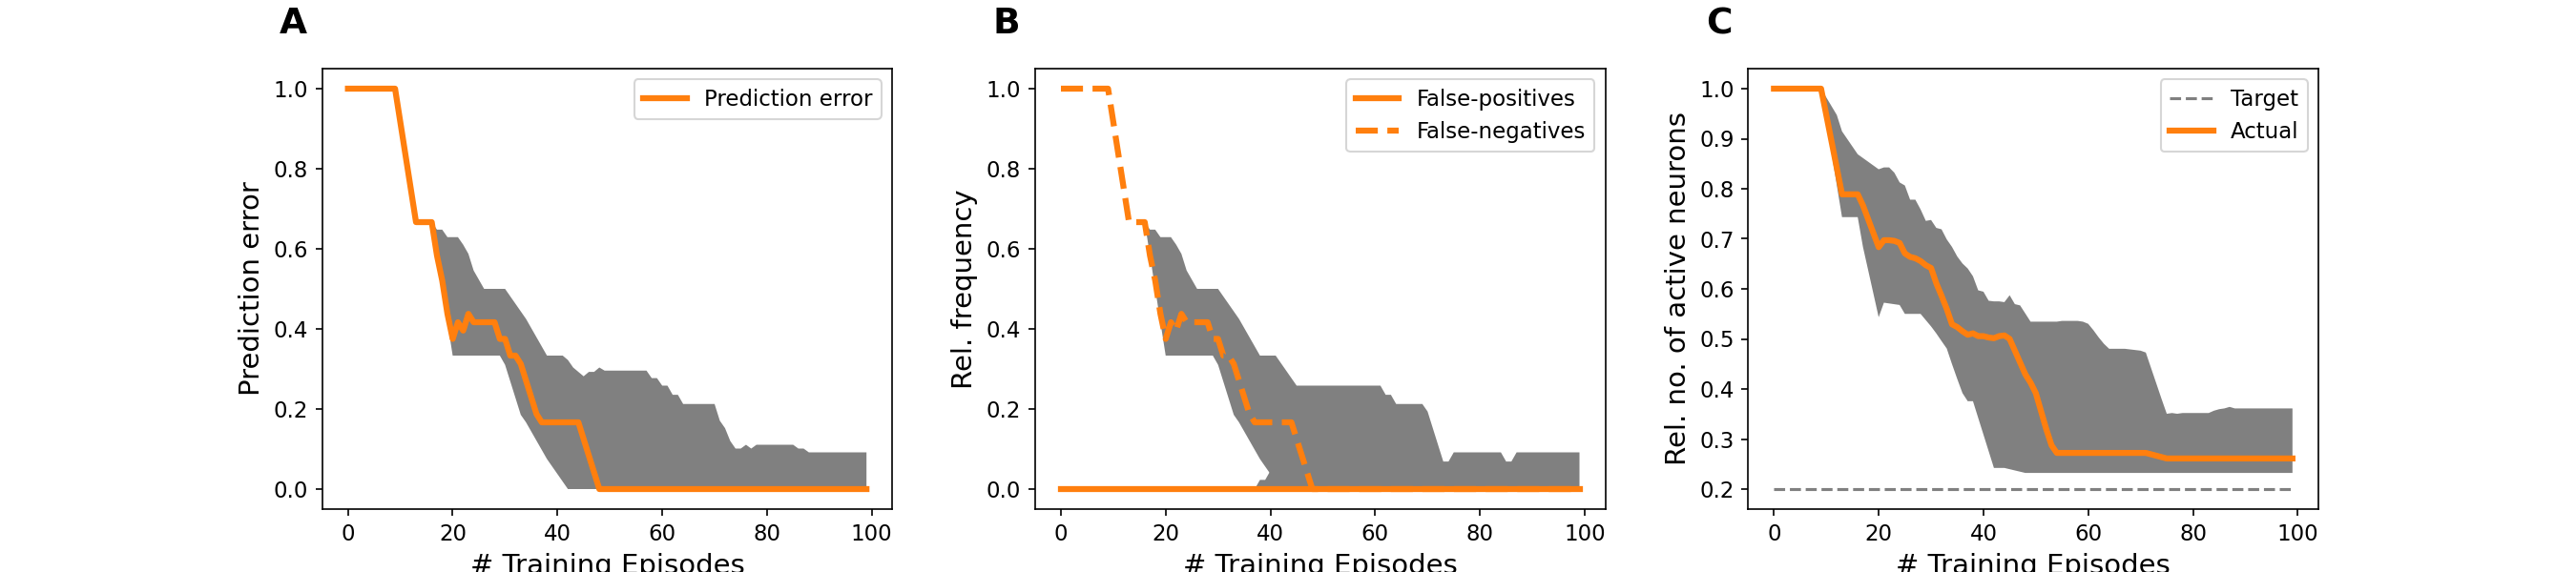 A
B
C
Prediction error
1.0
0.8
0.6
0.4
0.2
0.0
Prediction error
0
20
40
60
80
100
# Training Episodes
False-positives
False-negatives
1.0
0.8
0.6
0.4
0.2
0.0
Rel. frequency
0
20
40
60
80
100
# Training Episodes
Target
Actual
1.0
0.9
0.8
0.7
0.6
0.5
0.4
0.3
0.2
Rel. no. of active neurons
0
20
40
60
80
100
# Training Episodes